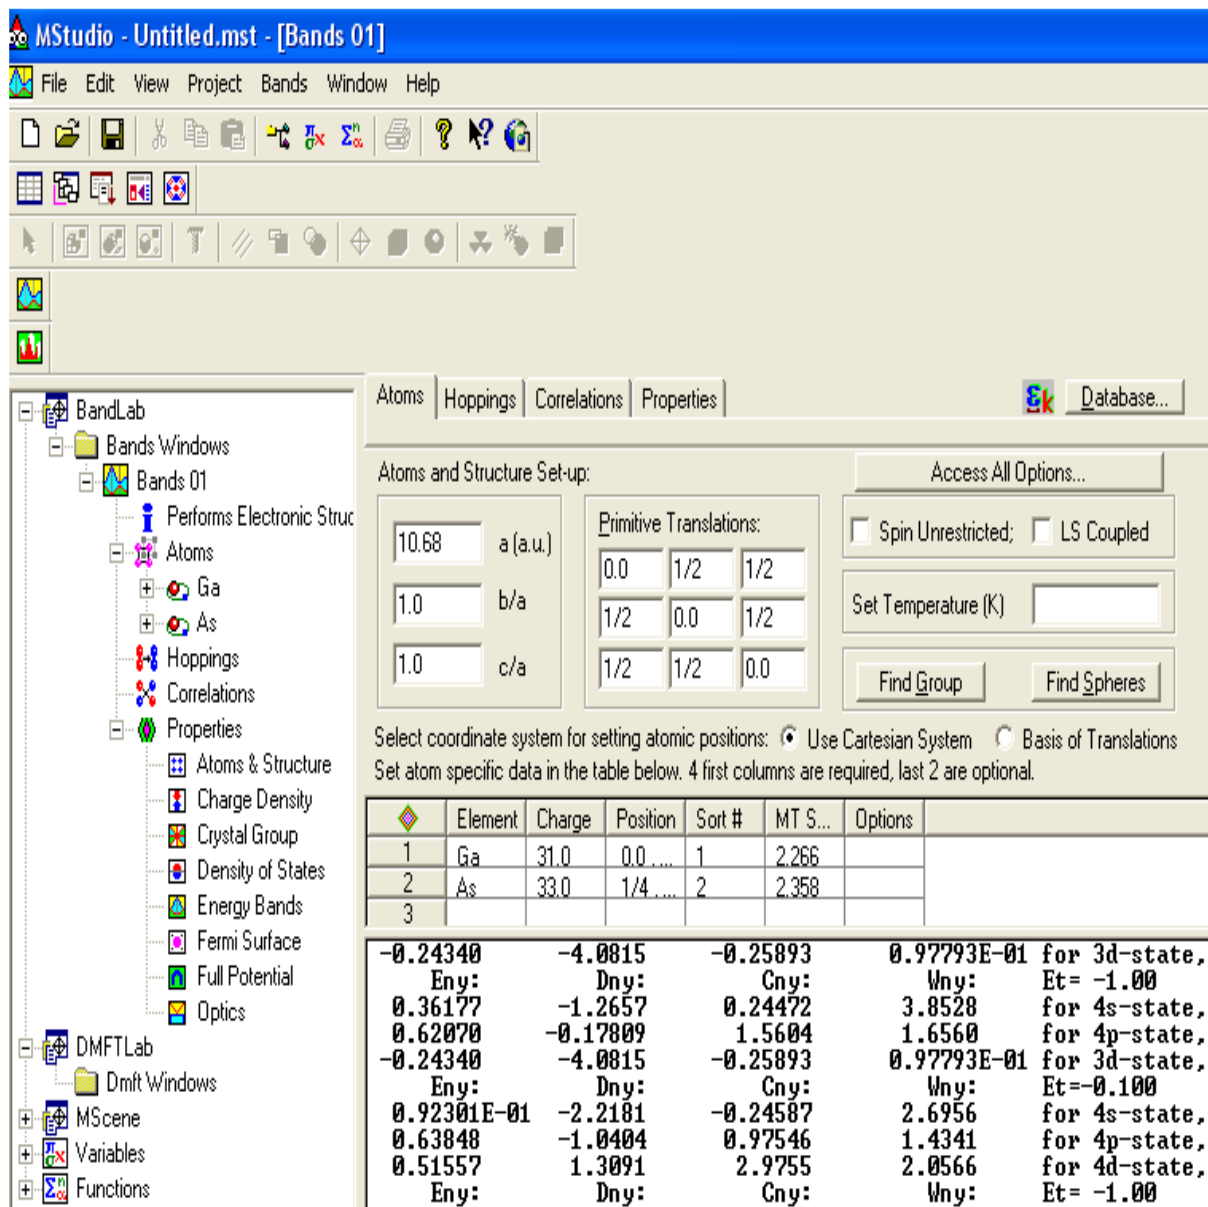 MStudio - Untitled.mst - [Bands 01]
File Edit View Project Bands Window Help
BandLab
Bands Windows
Bands 01
Performs Electronic Struc
Atoms
Ga
As
Hoppings
Correlations
Properties
Atoms & Structure
Charge Density
Crystal Group
Density of States
Energy Bands
Fermi Surface
Full Potential
Optics
DMFTLab
Dmft Windows
MScene
Variables
Functions
Atoms Hoppings Correlations Properties Database...
Atoms and Structure Set-up: Access All Options...
10.68 a (a.u.)
1.0 b/a
1.0 c/a
Primitive Translations:
0.0 1/2 1/2
1/2 0.0 1/2
1/2 1/2 0.0
Spin Unrestricted; LS Coupled
Set Temperature (K)
Find Group Find Spheres
Select coordinate system for setting atomic positions: Use Cartesian System Basis of Translations
Set atom specific data in the table below. 4 first columns are required, last 2 are optional.
Element Charge Position Sort # MT S... Options
1 Ga 31.0 0.0 .... 1 2.266
2 As 33.0 1/4 .... 2 2.358
3
-0.24340 -4.0815 -0.25893 0.97793E-01 for 3d-state,
Eny: Dny: Cny: Wny: Et= -1.00
0.36177 -1.2657 0.24472 3.8528 for 4s-state,
0.62070 -0.17809 1.5604 1.6560 for 4p-state,
-0.24340 -4.0815 -0.25893 0.97793E-01 for 3d-state,
Eny: Dny: Cny: Wny: Et=-0.100
0.92301E-01 -2.2181 -0.24587 2.6956 for 4s-state,
0.63848 -1.0404 0.97546 1.4341 for 4p-state,
0.51557 1.3091 2.9755 2.0566 for 4d-state,
Eny: Dny: Cny: Wny: Et= -1.00